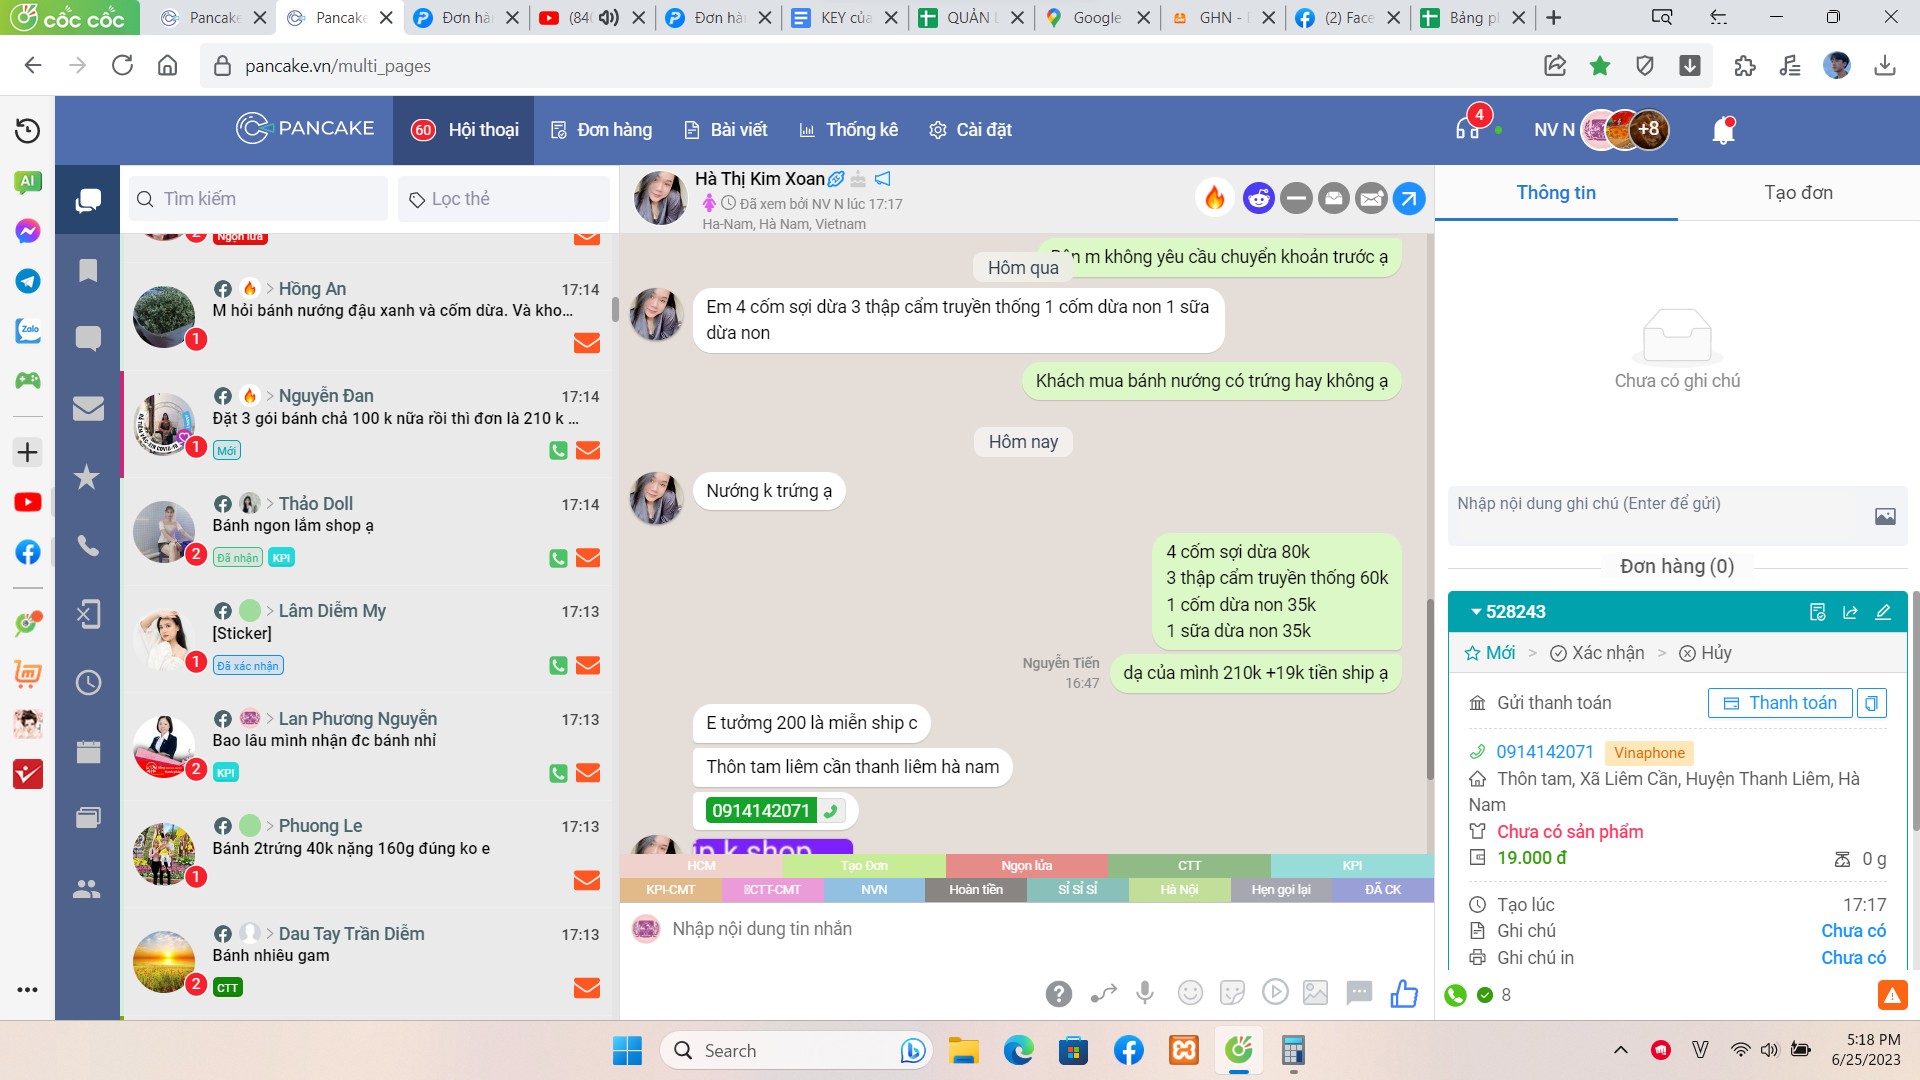 cốc cốc
Pancake
Pancake
Đơn hàn
(840
Đơn hàn
KEY của
QUẢN L
Google
GHN -
(2) Face
Bảng p
pancake.vn/multi_pages
PANCAKE
60 Hội thoại
Đơn hàng
Bài viết
Thống kê
Cài đặt
4
NV N
+8
AI
Zalo
Tìm kiếm
Lọc thẻ
2
Ngọn lửa
Hồng An
17:14
M hỏi bánh nướng đậu xanh và cốm dừa. Và kho...
1
Nguyễn Đan
17:14
Đặt 3 gói bánh chả 100 k nữa rồi thì đơn là 210 k ...
1
Mới
Thảo Doll
17:14
Bánh ngon lắm shop ạ
2
Đã nhận KPI
Lâm Diễm My
17:13
[Sticker]
1
Đã xác nhận
Lan Phương Nguyễn
17:13
Bao lâu mình nhận đc bánh nhỉ
2
KPI
Phuong Le
17:13
Bánh 2trứng 40k nặng 160g đúng ko e
1
Dau Tay Trần Diễm
17:13
Bánh nhiêu gam
2
CTT
Hà Thị Kim Xoan
Đã xem bởi NV N lúc 17:17
Ha-Nam, Hà Nam, Vietnam
m không yêu cầu chuyển khoản trước ạ
Hôm qua
Em 4 cốm sợi dừa 3 thập cẩm truyền thống 1 cốm dừa non 1 sữa
dừa non
Khách mua bánh nướng có trứng hay không ạ
Hôm nay
Nướng k trứng ạ
4 cốm sợi dừa 80k
3 thập cẩm truyền thống 60k
1 cốm dừa non 35k
1 sữa dừa non 35k
Nguyễn Tiến
16:47
dạ của mình 210k +19k tiền ship ạ
E tưởng 200 là miễn ship c
Thôn tam liêm cần thanh liêm hà nam
0914142071
p k shop
HCM
Tạo Đơn
Ngọn lửa
CTT
KPI
KPI-CMT
CTT-CMT
NVN
Hoàn tiền
SỈ SỈ SỈ
Hà Nội
Hẹn gọi lại
ĐÃ CK
Nhập nội dung tin nhắn
Thông tin
Tạo đơn
Chưa có ghi chú
Nhập nội dung ghi chú (Enter để gửi)
Đơn hàng (0)
528243
Mới > Xác nhận > Hủy
Gửi thanh toán
Thanh toán
0914142071 Vinaphone
Thôn tam, Xã Liêm Cần, Huyện Thanh Liêm, Hà
Nam
Chưa có sản phẩm
19.000 đ
0 g
Tạo lúc
17:17
Ghi chú
Chưa có
Ghi chú in
Chưa có
8
Search
V
5:18 PM
6/25/2023